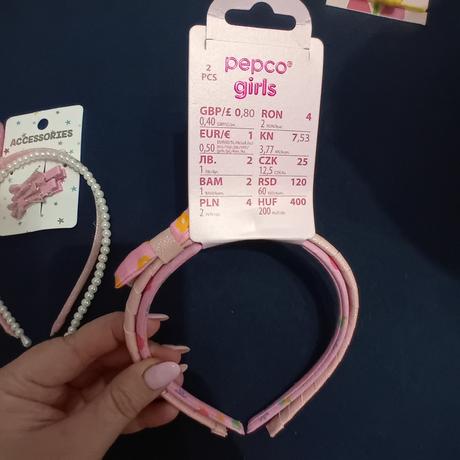 ACCESSORIES
2 PCS
pepco®
girls
GBP/£ 0,80 RON 4
0,40
2
EUR/€ 1 KN 7,53
0,50
3,77
ЛВ. 2 CZK 25
1
12,5
BAM 2 RSD 120
1
60
PLN 4 HUF 400
2
200